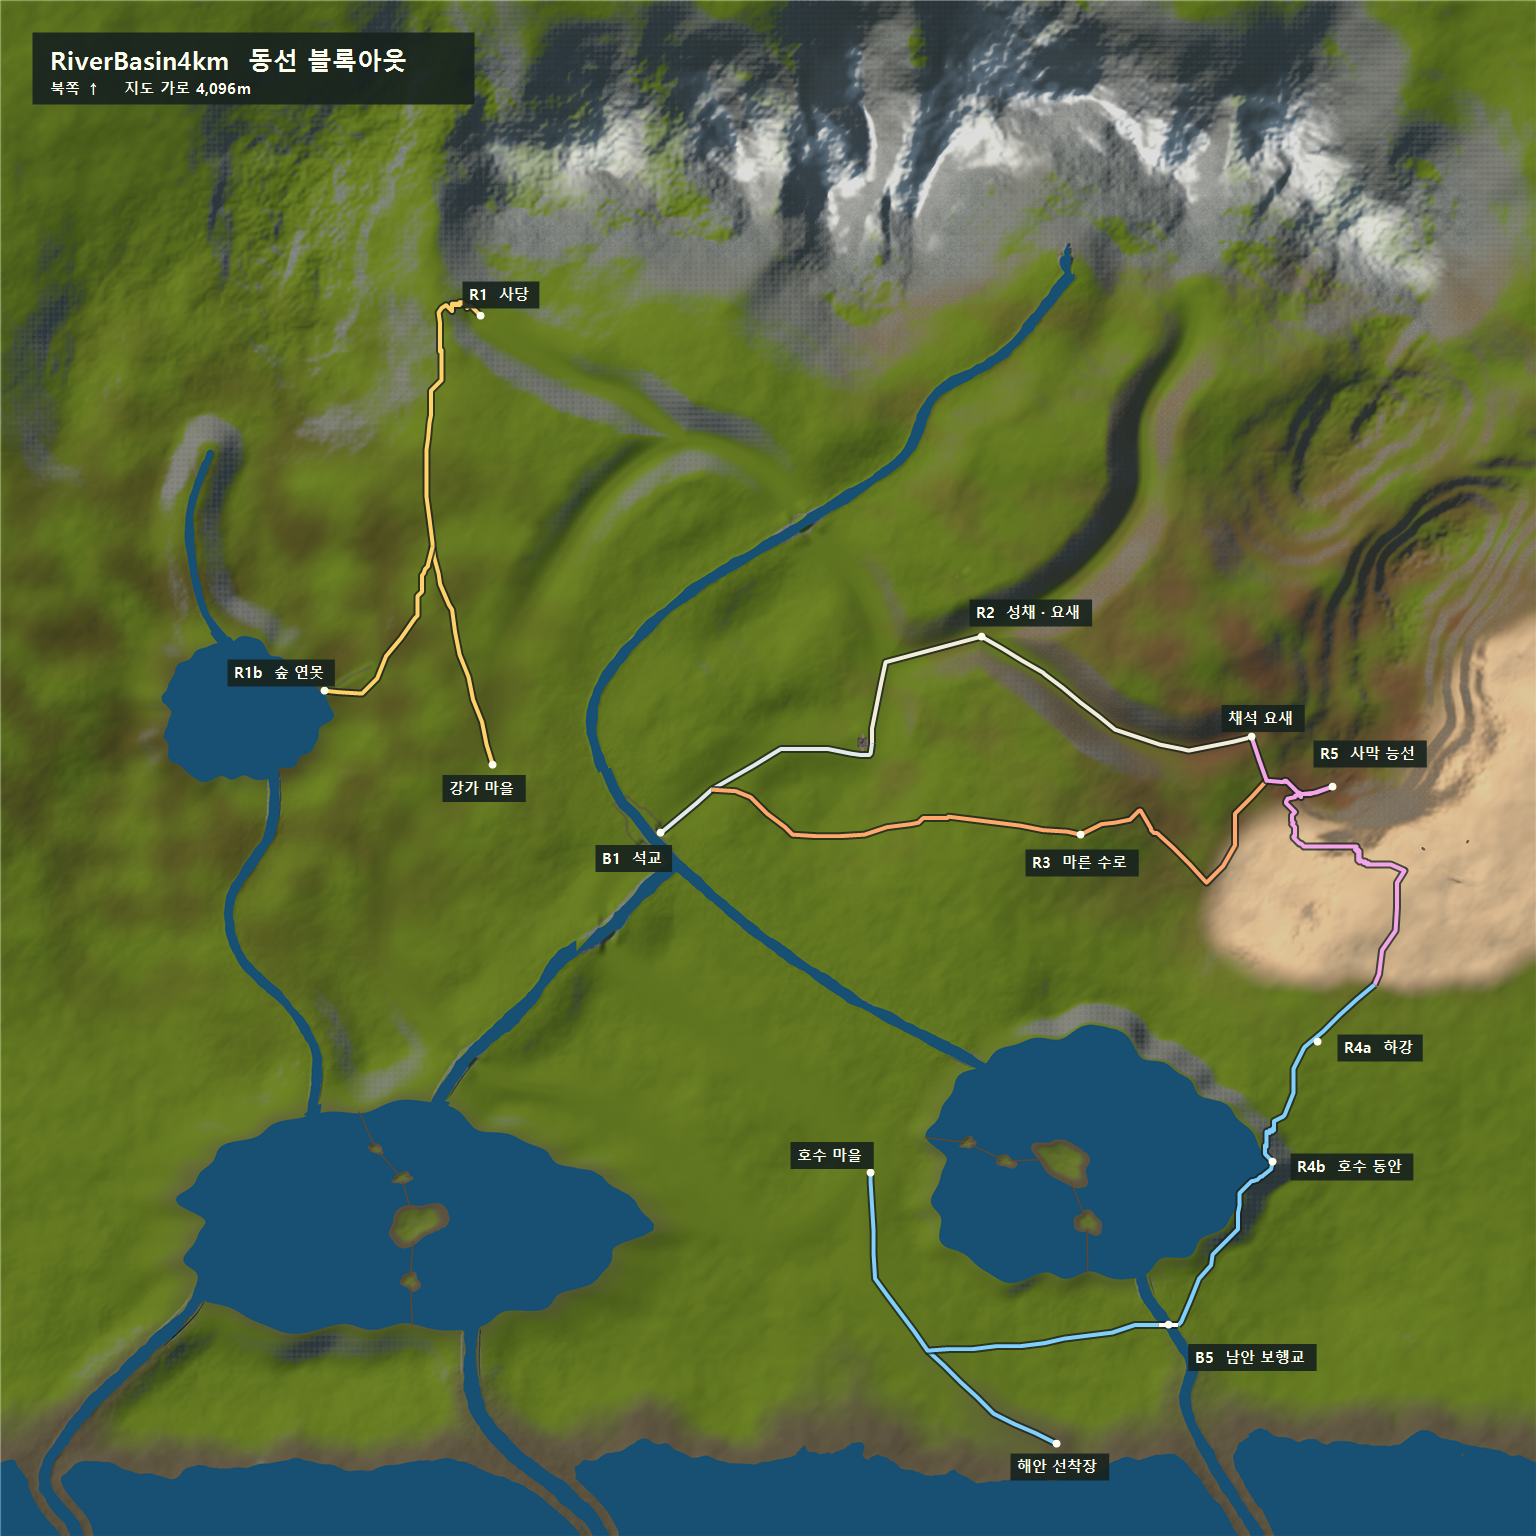 RiverBasin4km 동선 블록아웃
북쪽 ↑ 지도 가로 4,096m
R1 사당
R2 성채 · 요새
R1b 숲 연못
채석 요새
R5 사막 능선
강가 마을
B1 석교
R3 마른 수로
R4a 하강
호수 마을
R4b 호수 동안
B5 남안 보행교
해안 선착장